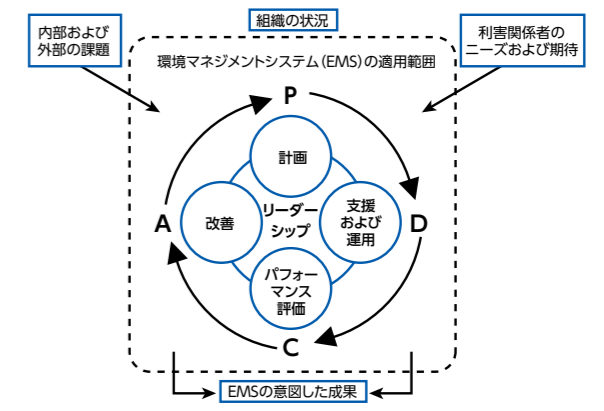 組織の状況
内部および
外部の課題
利害関係者の
ニーズおよび期待
環境マネジメントシステム（EMS）の適用範囲
P
計画
A
改善
リーダー
シップ
支援
および
運用
D
パフォー
マンス
評価
C
EMSの意図した成果